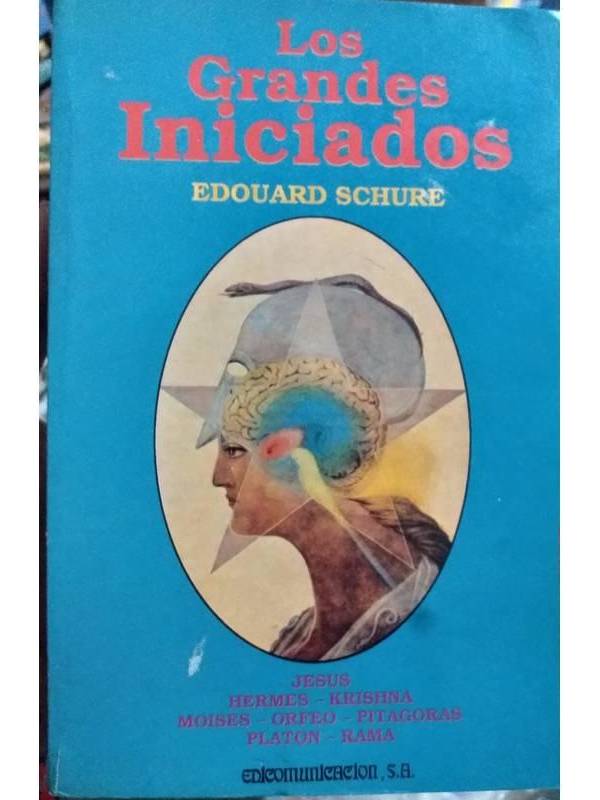 Los
Grandes
Iniciados
EDOUARD SCHURE
JESUS
HERMES - KRISHNA
MOISES - ORFEO - PITAGORAS
PLATON - RAMA
EDICOMUNICACION, S.A.